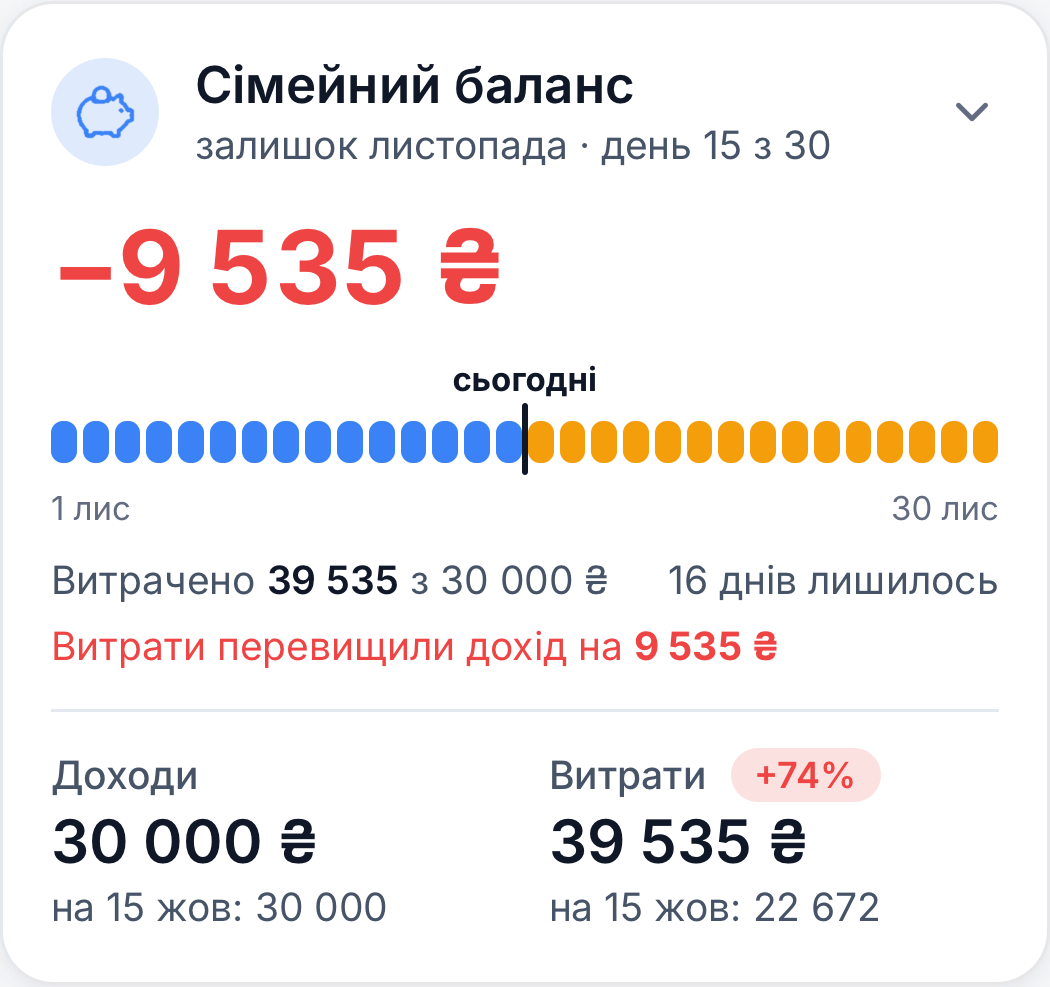 Сімейний баланс
залишок листопада · день 15 з 30
−9 535 ₴
сьогодні
1 лис 30 лис
Витрачено 39 535 з 30 000 ₴ 16 днів лишилось
Витрати перевищили дохід на 9 535 ₴
Доходи Витрати +74%
30 000 ₴ 39 535 ₴
на 15 жов: 30 000 на 15 жов: 22 672